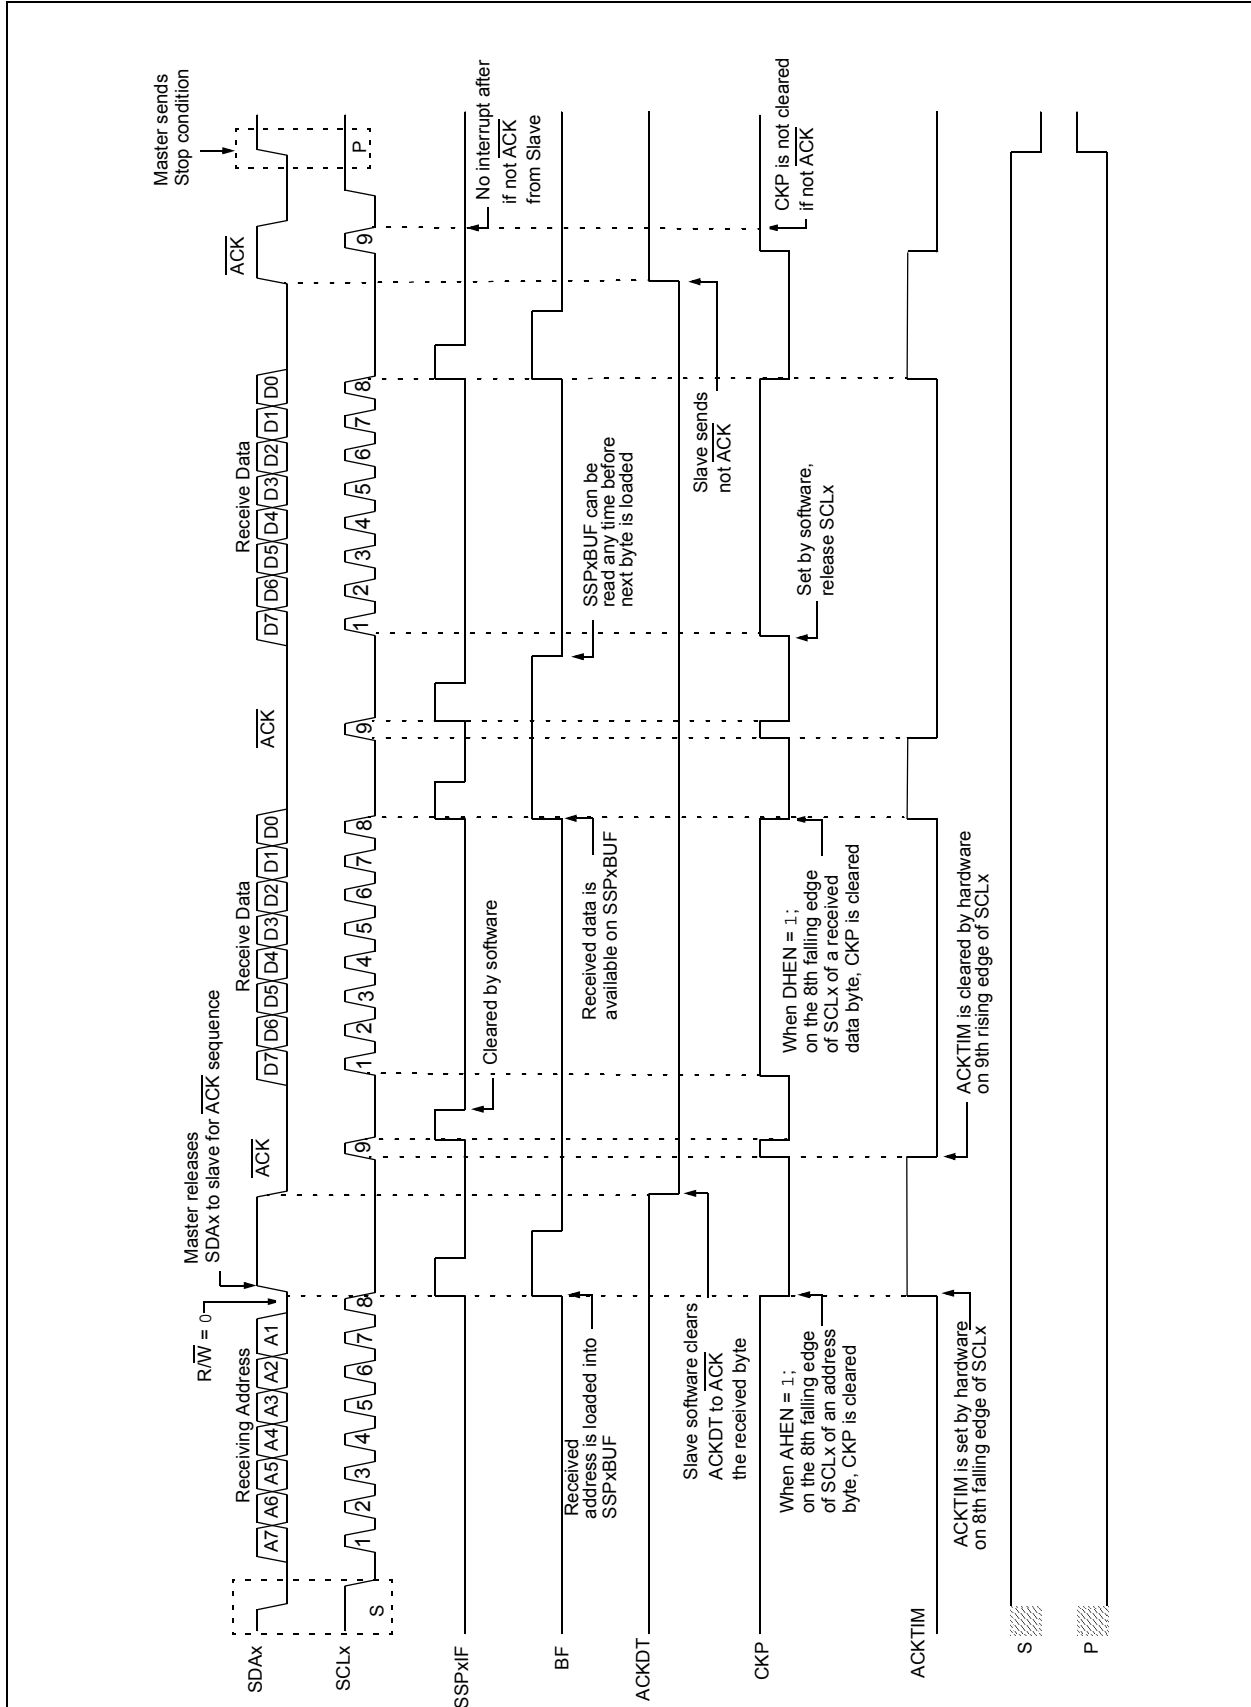 Master sends
Stop condition
Master releases
SDAx to slave for ACK sequence
R/W = 0
Receiving Address
ACK
Receive Data
ACK
Receive Data
ACK
SDAx
A7 A6 A5 A4 A3 A2 A1
D7 D6 D5 D4 D3 D2 D1 D0
D7 D6 D5 D4 D3 D2 D1 D0
SCLx
S
1 2 3 4 5 6 7 8 9
1 2 3 4 5 6 7 8 9
1 2 3 4 5 6 7 8 9
P
SSPxIF
Cleared by software
No interrupt after
if not ACK
from Slave
BF
Received
address is loaded into
SSPxBUF
Received data is
available on SSPxBUF
SSPxBUF can be
read any time before
next byte is loaded
ACKDT
Slave software clears
ACKDT to ACK
the received byte
Slave sends
not ACK
CKP
When AHEN = 1;
on the 8th falling edge
of SCLx of an address
byte, CKP is cleared
When DHEN = 1;
on the 8th falling edge
of SCLx of a received
data byte, CKP is cleared
Set by software,
release SCLx
CKP is not cleared
if not ACK
ACKTIM
ACKTIM is set by hardware
on 8th falling edge of SCLx
ACKTIM is cleared by hardware
on 9th rising edge of SCLx
S
P